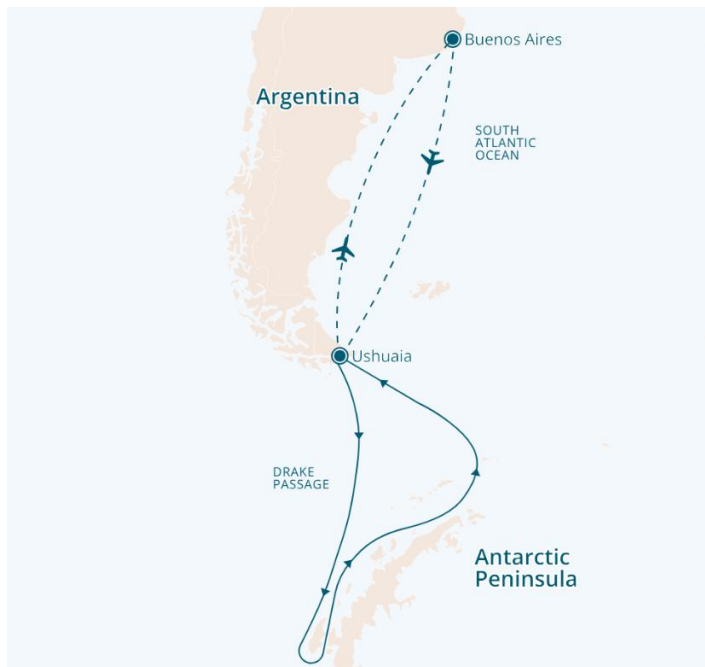 Buenos Aires
Argentina
SOUTH
ATLANTIC
OCEAN
Ushuaia
DRAKE
PASSAGE
Antarctic
Peninsula